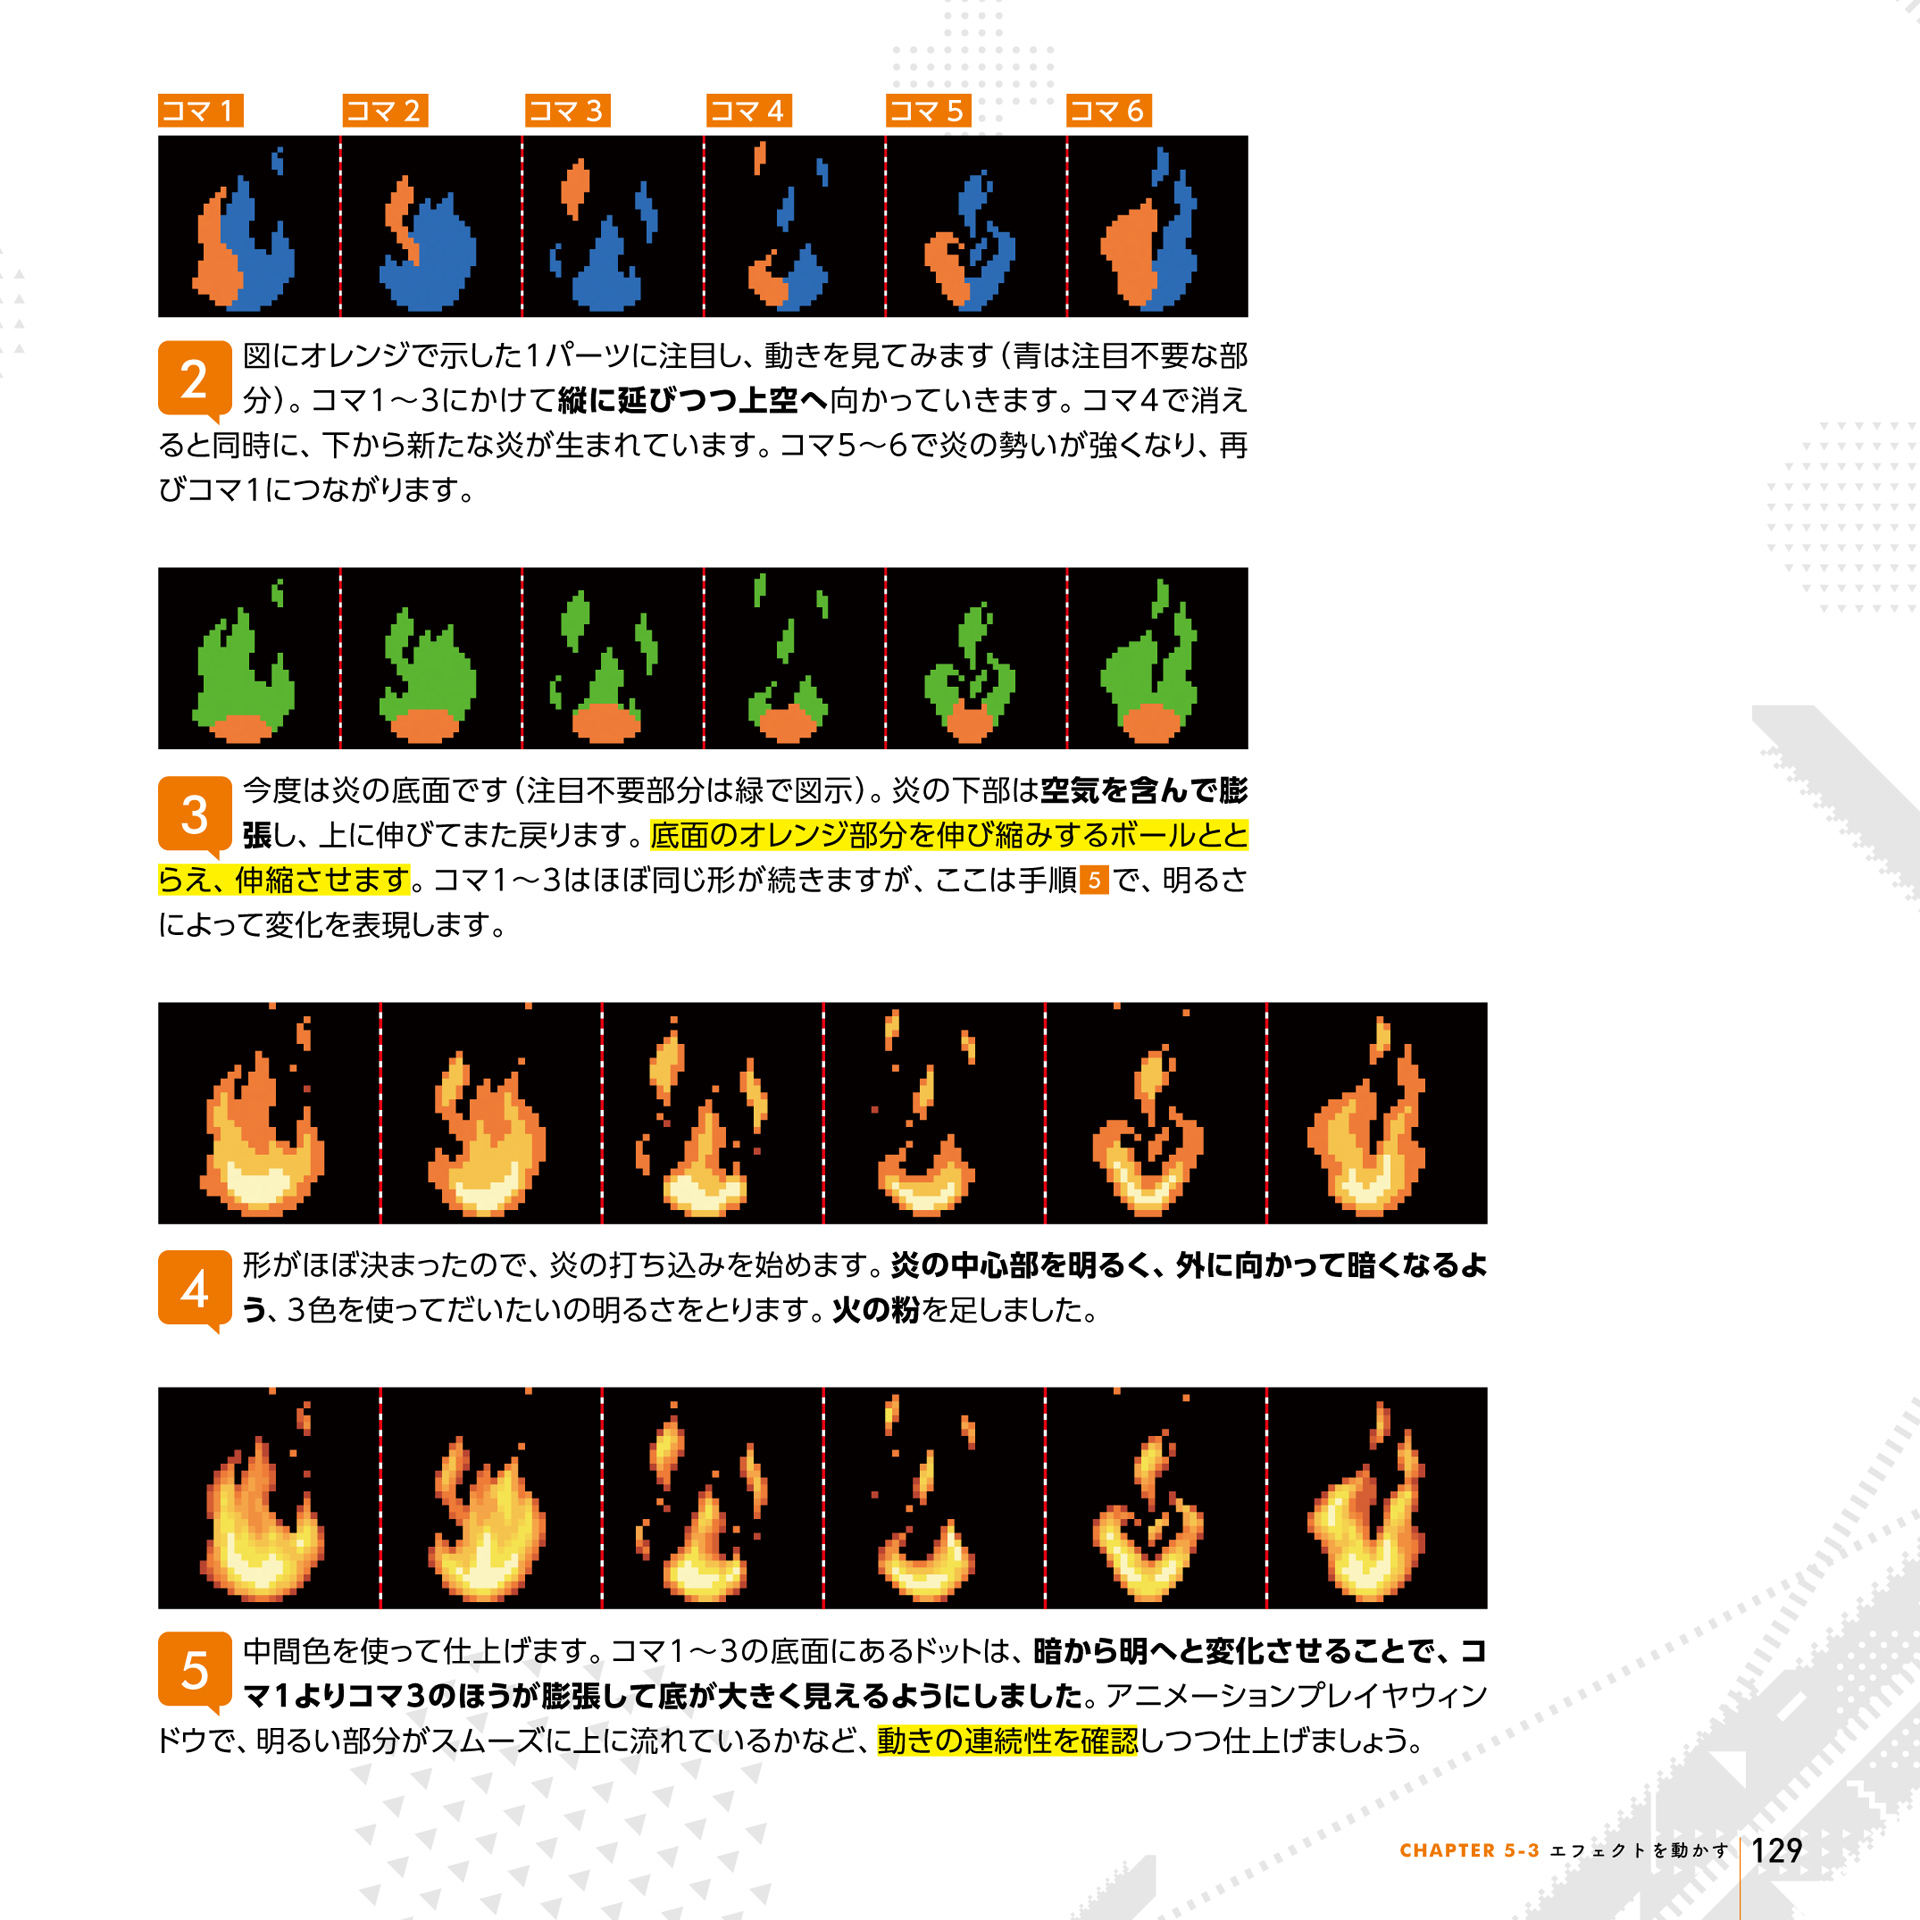 コマ1 コマ2 コマ3 コマ4 コマ5 コマ6
2 図にオレンジで示した1パーツに注目し、動きを見てみます（青は注目不要な部
分）。コマ1〜3にかけて縦に延びつつ上空へ向かっていきます。コマ4で消え
ると同時に、下から新たな炎が生まれています。コマ5〜6で炎の勢いが強くなり、再
びコマ1につながります。
3 今度は炎の底面です（注目不要部分は緑で図示）。炎の下部は空気を含んで膨
張し、上に伸びてまた戻ります。底面のオレンジ部分を伸び縮みするボールとと
らえ、伸縮させます。コマ1〜3はほぼ同じ形が続きますが、ここは手順5で、明るさ
によって変化を表現します。
4 形がほぼ決まったので、炎の打ち込みを始めます。炎の中心部を明るく、外に向かって暗くなるよ
う、3色を使ってだいたいの明るさをとります。火の粉を足しました。
5 中間色を使って仕上げます。コマ1〜3の底面にあるドットは、暗から明へと変化させることで、コ
マ1よりコマ3のほうが膨張して底が大きく見えるようにしました。アニメーションプレイヤウィン
ドウで、明るい部分がスムーズに上に流れているかなど、動きの連続性を確認しつつ仕上げましょう。
CHAPTER 5-3 エフェクトを動かす 129